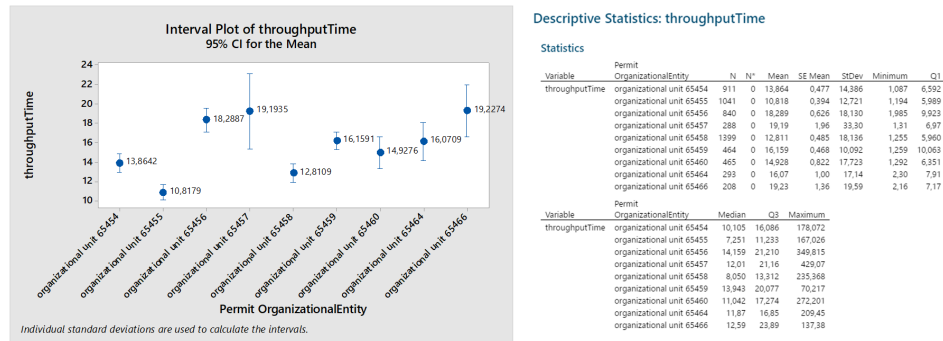 Interval Plot of throughputTime
95% CI for the Mean
throughputTime
24
22
20
18
16
14
12
10
13,8642
10,8179
18,2887
19,1935
12,8109
16,1591
14,9276
16,0709
19,2274
organizational unit 65454
organizational unit 65455
organizational unit 65456
organizational unit 65457
organizational unit 65458
organizational unit 65459
organizational unit 65460
organizational unit 65464
organizational unit 65466
Permit OrganizationalEntity
Individual standard deviations are used to calculate the intervals.
Descriptive Statistics: throughputTime
Statistics
Permit
Variable OrganizationalEntity N N* Mean SE Mean StDev Minimum Q1
throughputTime organizational unit 65454 911 0 13,864 0,477 14,386 1,087 6,592
organizational unit 65455 1041 0 10,818 0,394 12,721 1,194 5,989
organizational unit 65456 840 0 18,289 0,626 18,130 1,985 9,923
organizational unit 65457 288 0 19,19 1,96 33,30 1,31 6,97
organizational unit 65458 1399 0 12,811 0,485 18,136 1,255 5,960
organizational unit 65459 464 0 16,159 0,468 10,092 1,259 10,063
organizational unit 65460 465 0 14,928 0,822 17,723 1,292 6,351
organizational unit 65464 293 0 16,07 1,00 17,14 2,30 7,91
organizational unit 65466 208 0 19,23 1,36 19,59 2,16 7,17
Permit
Variable OrganizationalEntity Median Q3 Maximum
throughputTime organizational unit 65454 10,105 16,086 178,072
organizational unit 65455 7,251 11,233 167,026
organizational unit 65456 14,159 21,210 349,815
organizational unit 65457 12,01 21,16 429,07
organizational unit 65458 8,050 13,312 235,368
organizational unit 65459 13,943 20,077 70,217
organizational unit 65460 11,042 17,274 272,201
organizational unit 65464 11,87 16,85 209,45
organizational unit 65466 12,59 23,89 137,38